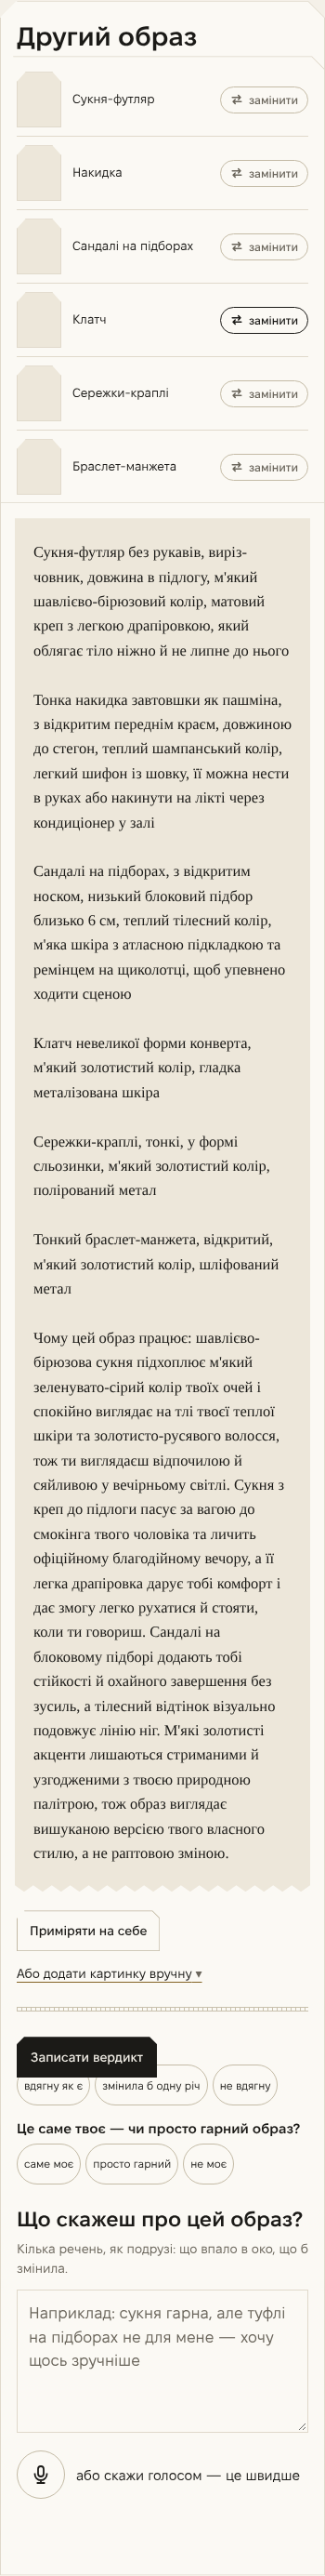 Другий образ
Сукня-футляр
⇄ замінити
Накидка
⇄ замінити
Сандалі на підборах
⇄ замінити
Клатч
⇄ замінити
Сережки-краплі
⇄ замінити
Браслет-манжета
⇄ замінити
Сукня-футляр без рукавів, виріз-
човник, довжина в підлогу, м'який
шавлієво-бірюзовий колір, матовий
креп з легкою драпіровкою, який
облягає тіло ніжно й не липне до нього
Тонка накидка завтовшки як пашміна,
з відкритим переднім краєм, довжиною
до стегон, теплий шампанський колір,
легкий шифон із шовку, її можна нести
в руках або накинути на лікті через
кондиціонер у залі
Сандалі на підборах, з відкритим
носком, низький блоковий підбор
близько 6 см, теплий тілесний колір,
м'яка шкіра з атласною підкладкою та
ремінцем на щиколотці, щоб упевнено
ходити сценою
Клатч невеликої форми конверта,
м'який золотистий колір, гладка
металізована шкіра
Сережки-краплі, тонкі, у формі
сльозинки, м'який золотистий колір,
полірований метал
Тонкий браслет-манжета, відкритий,
м'який золотистий колір, шліфований
метал
Чому цей образ працює: шавлієво-
бірюзова сукня підхоплює м'який
зеленувато-сірий колір твоїх очей і
спокійно виглядає на тлі твоєї теплої
шкіри та золотисто-русявого волосся,
тож ти виглядаєш відпочилою й
сяйливою у вечірньому світлі. Сукня з
креп до підлоги пасує за вагою до
смокінга твого чоловіка та личить
офіційному благодійному вечору, а її
легка драпіровка дарує тобі комфорт і
дає змогу легко рухатися й стояти,
коли ти говориш. Сандалі на
блоковому підборі додають тобі
стійкості й охайного завершення без
зусиль, а тілесний відтінок візуально
подовжує лінію ніг. М'які золотисті
акценти лишаються стриманими й
узгодженими з твоєю природною
палітрою, тож образ виглядає
вишуканою версією твого власного
стилю, а не раптовою зміною.
Приміряти на себе
Або додати картинку вручну ▾
Записати вердикт
вдягну як є
змінила б одну річ
не вдягну
Це саме твоє — чи просто гарний образ?
саме моє
просто гарний
не моє
Що скажеш про цей образ?
Кілька речень, як подрузі: що впало в око, що б
змінила.
Наприклад: сукня гарна, але туфлі
на підборах не для мене — хочу
щось зручніше
або скажи голосом — це швидше